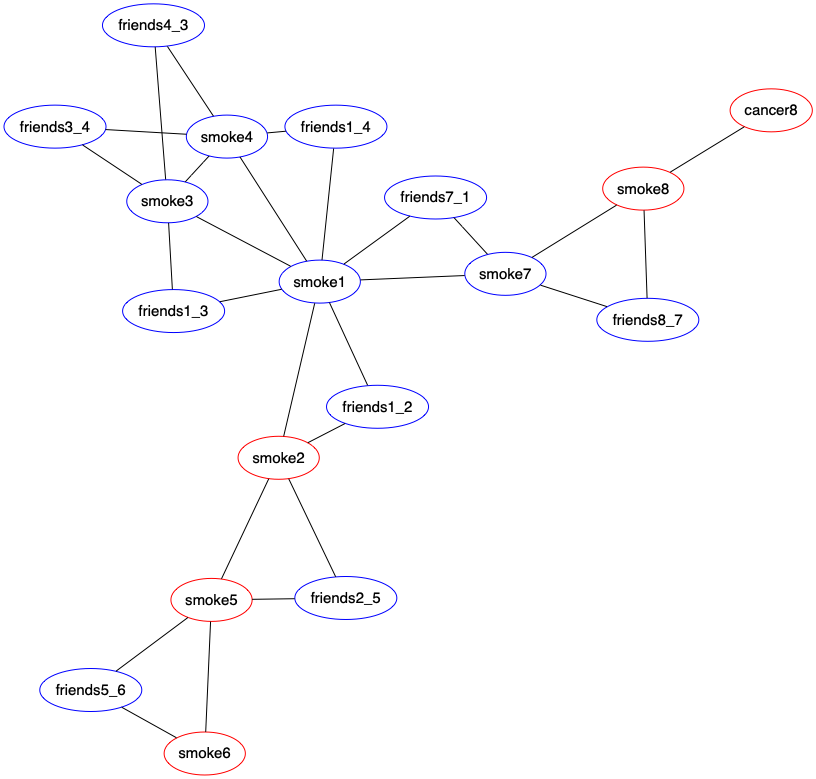 friends4_3
cancer8
friends3_4
smoke4
friends1_4
smoke8
smoke3
friends7_1
smoke1
smoke7
friends1_3
friends8_7
friends1_2
smoke2
smoke5
friends2_5
friends5_6
smoke6